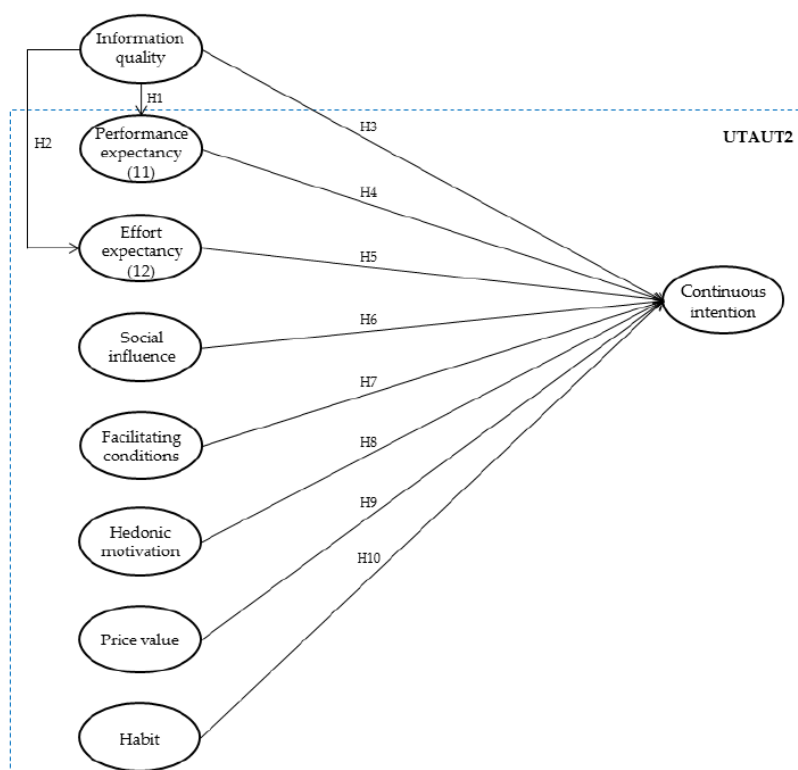 Information
quality
H1
H2
H3
UTAUT2
Performance
expectancy
(11)
H4
Effort
expectancy
(12)
H5
Continuous
intention
Social
influence
H6
H7
Facilitating
conditions
H8
Hedonic
motivation
H9
H10
Price value
Habit